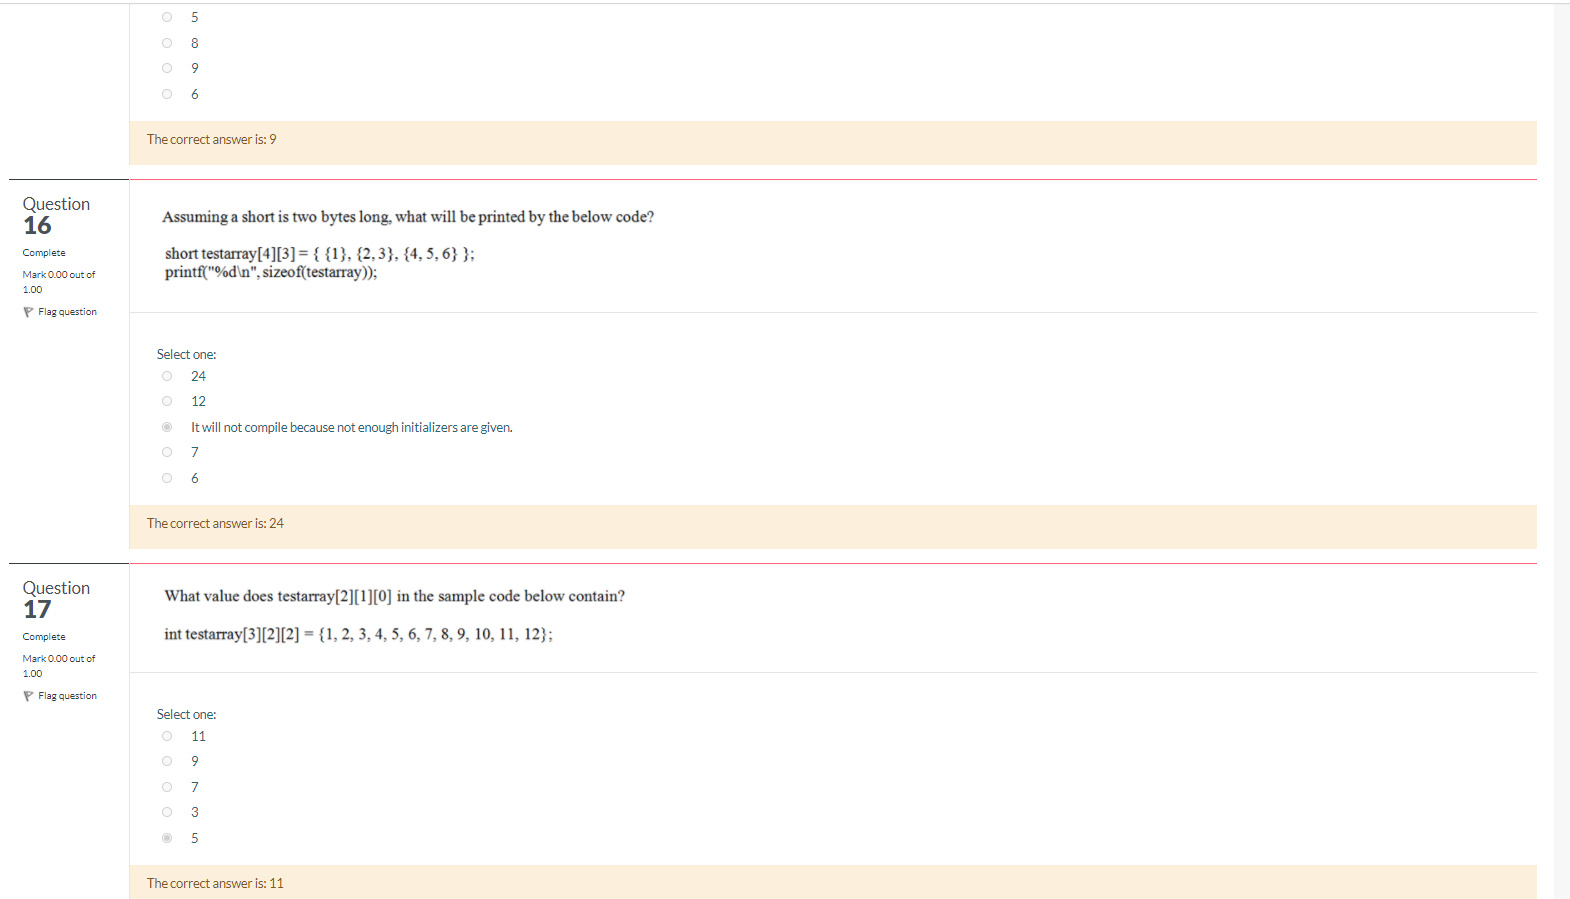 5
8
9
6
The correct answer is: 9
Question
16
Complete
Mark 0.00 out of
1.00
Flag question
Assuming a short is two bytes long, what will be printed by the below code?
short testarray[4][3] = { {1}, {2, 3}, {4, 5, 6} };
printf("%d\n", sizeof(testarray));
Select one:
24
12
It will not compile because not enough initializers are given.
7
6
The correct answer is: 24
Question
17
Complete
Mark 0.00 out of
1.00
Flag question
What value does testarray[2][1][0] in the sample code below contain?
int testarray[3][2][2] = {1, 2, 3, 4, 5, 6, 7, 8, 9, 10, 11, 12};
Select one:
11
9
7
3
5
The correct answer is: 11